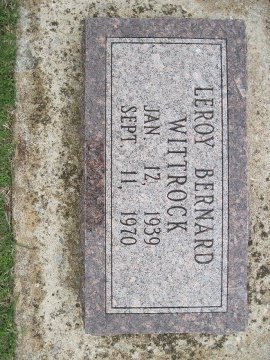 LEROY BERNARD
WITTROCK
JAN 12, 1939
SEPT 11, 1970